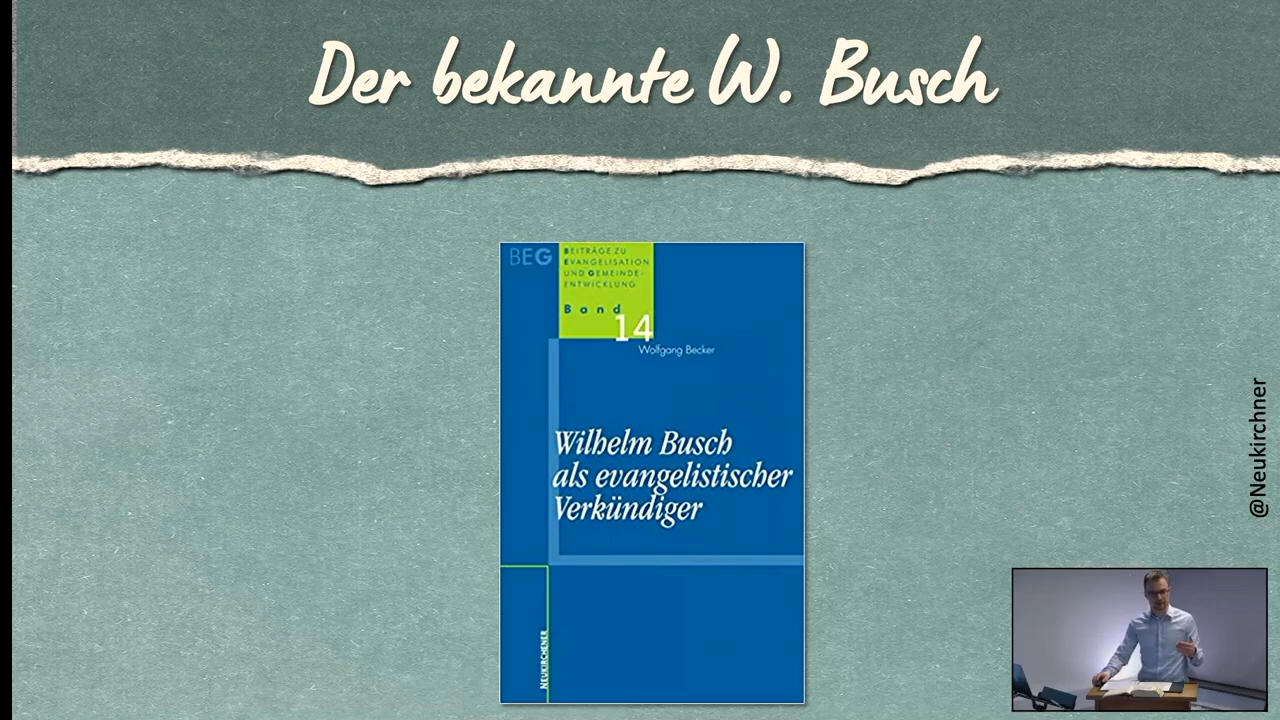 Der bekannte W. Busch
BEG
BEITRÄGE ZU
EVANGELISATION
UND GEMEINDE-
ENTWICKLUNG
Band
14
Wolfgang Becker
Wilhelm Busch
als evangelistischer
Verkündiger
NEUKIRCHENER
@Neukirchner